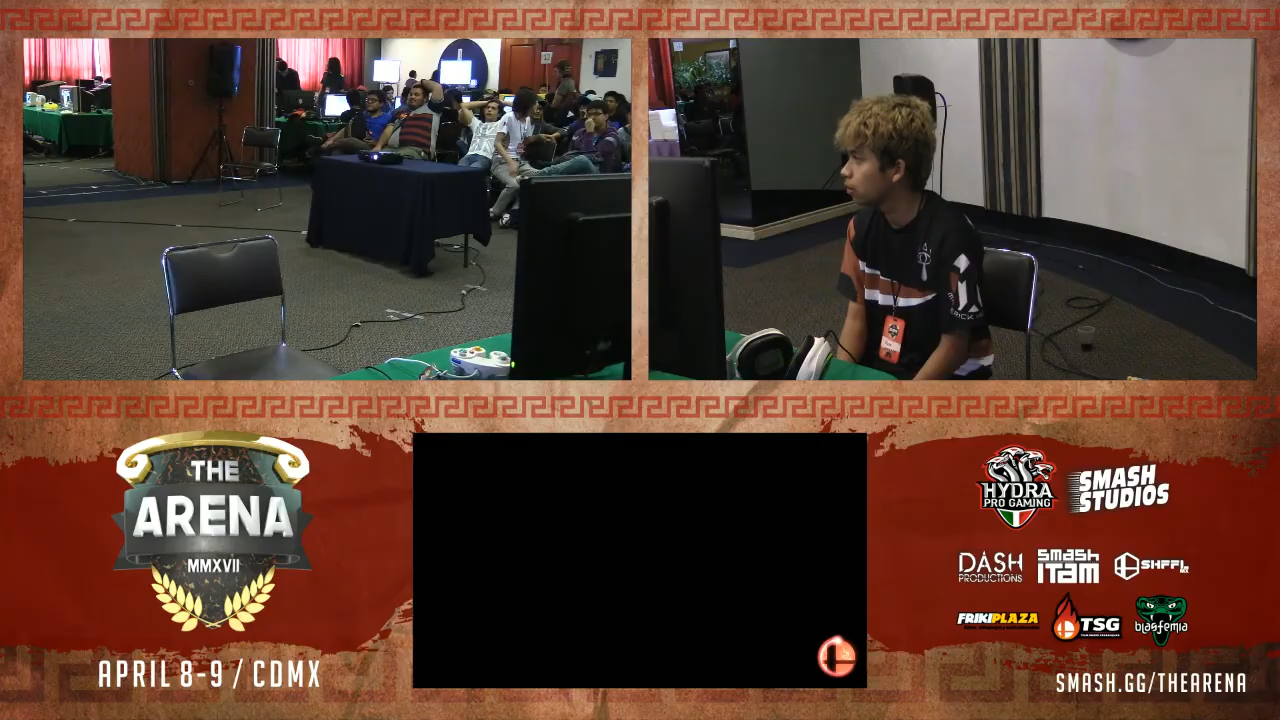 THE
ARENA
MMXVII
APRIL 8-9 / CDMX
HYDRA
PRO GAMING
SMASH
STUDIOS
DASH
PRODUCTIONS
SMASH
ITAM
SHFFL
FRIKIPLAZA
TSG
blasfemia
SMASH.GG/THEARENA